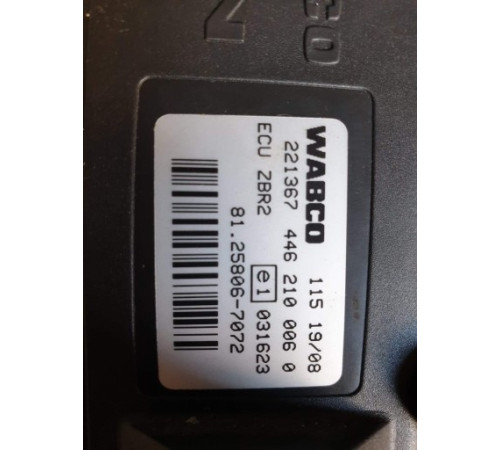 WABCO 115 19/08
221367 446 210 006 0
ECU ZBR2 e1 031623
81.25806-7072